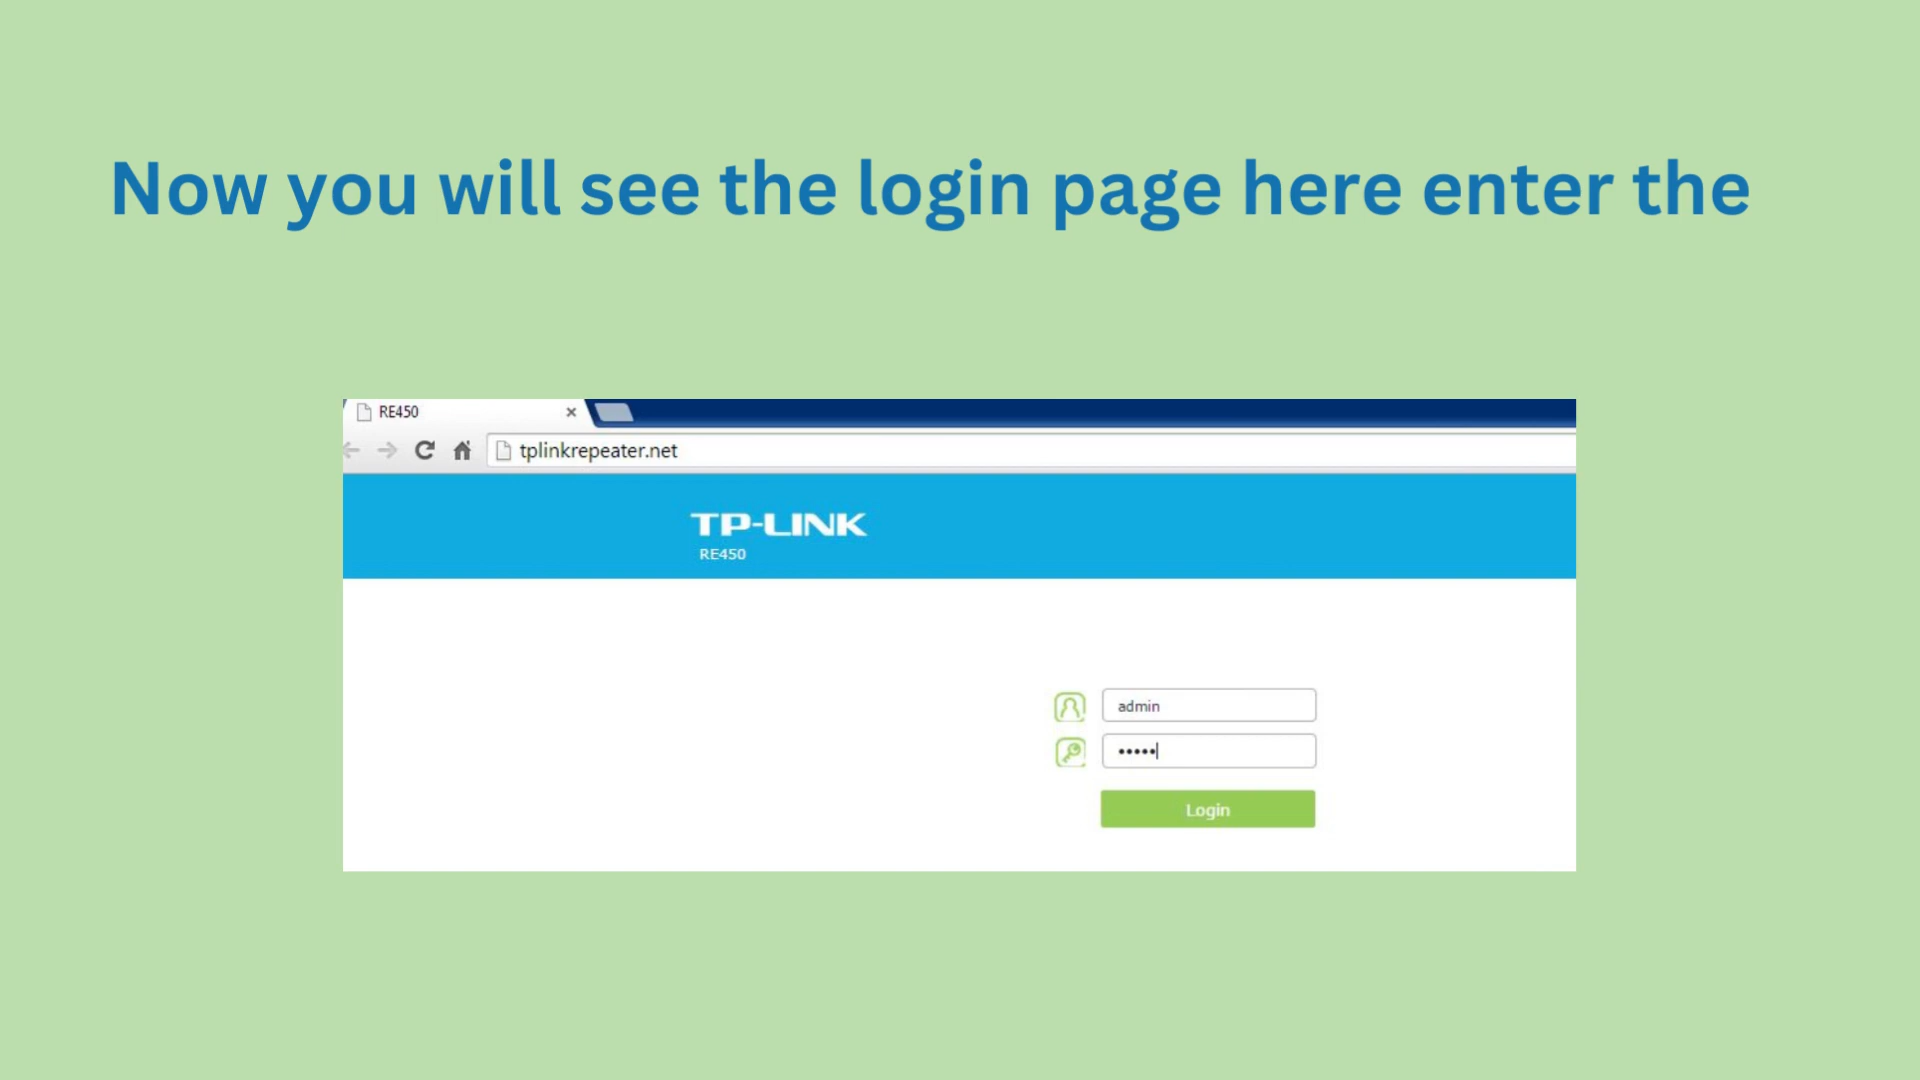 Now you will see the login page here enter the
RE450
tplinkrepeater.net
TP-LINK
RE450
admin
•••••
Login